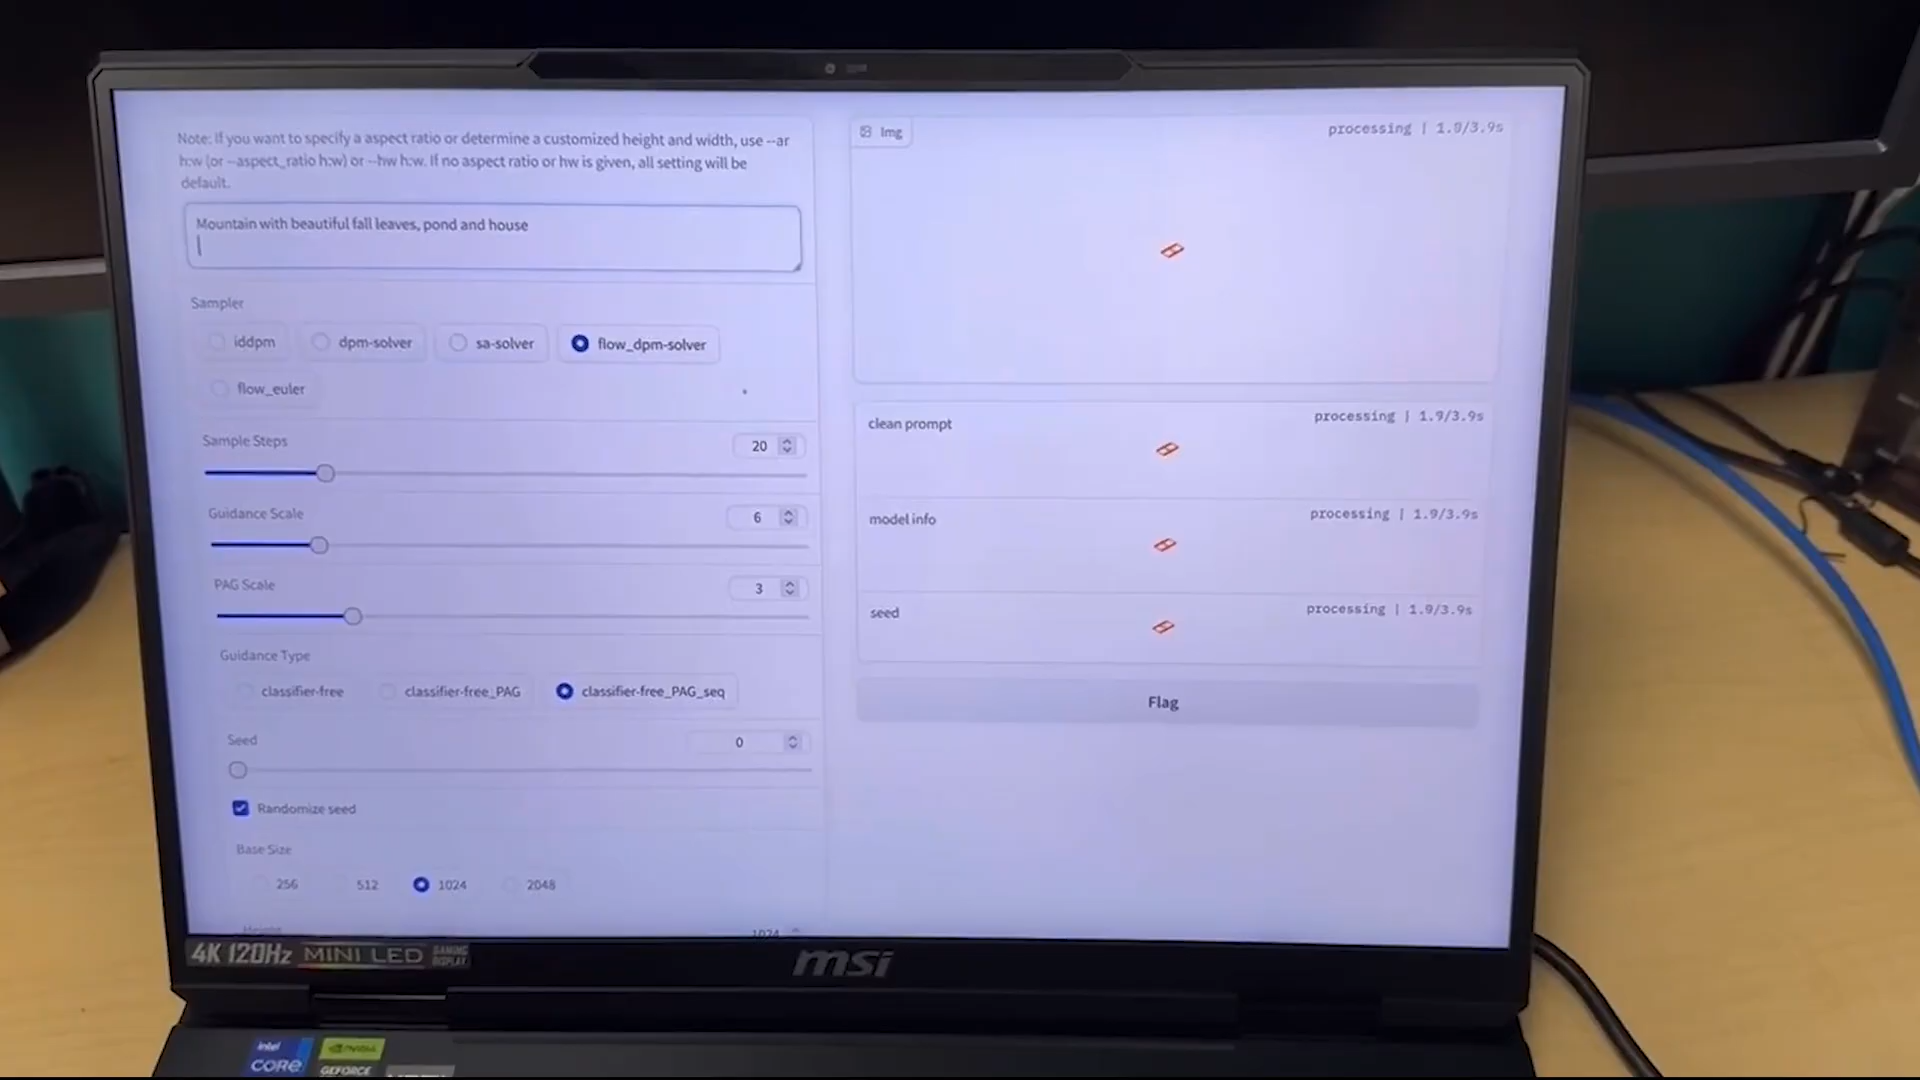 Note: If you want to specify a aspect ratio or determine a customized height and width, use --ar
h:w (or --aspect_ratio h:w) or --hw h:w. If no aspect ratio or hw is given, all setting will be
default.
Mountain with beautiful fall leaves, pond and house
Sampler
iddpm
dpm-solver
sa-solver
flow_dpm-solver
flow_euler
Sample Steps
20
Guidance Scale
6
PAG Scale
3
Guidance Type
classifier-free
classifier-free_PAG
classifier-free_PAG_seq
Seed
0
Randomize seed
Base Size
256
512
1024
2048
Height
1024
Img
processing | 1.9/3.9s
clean prompt
processing | 1.9/3.9s
model info
processing | 1.9/3.9s
seed
processing | 1.9/3.9s
Flag
4K 120Hz MINI LED GAMING DISPLAY
msi
intel CORE
NVIDIA GEFORCE